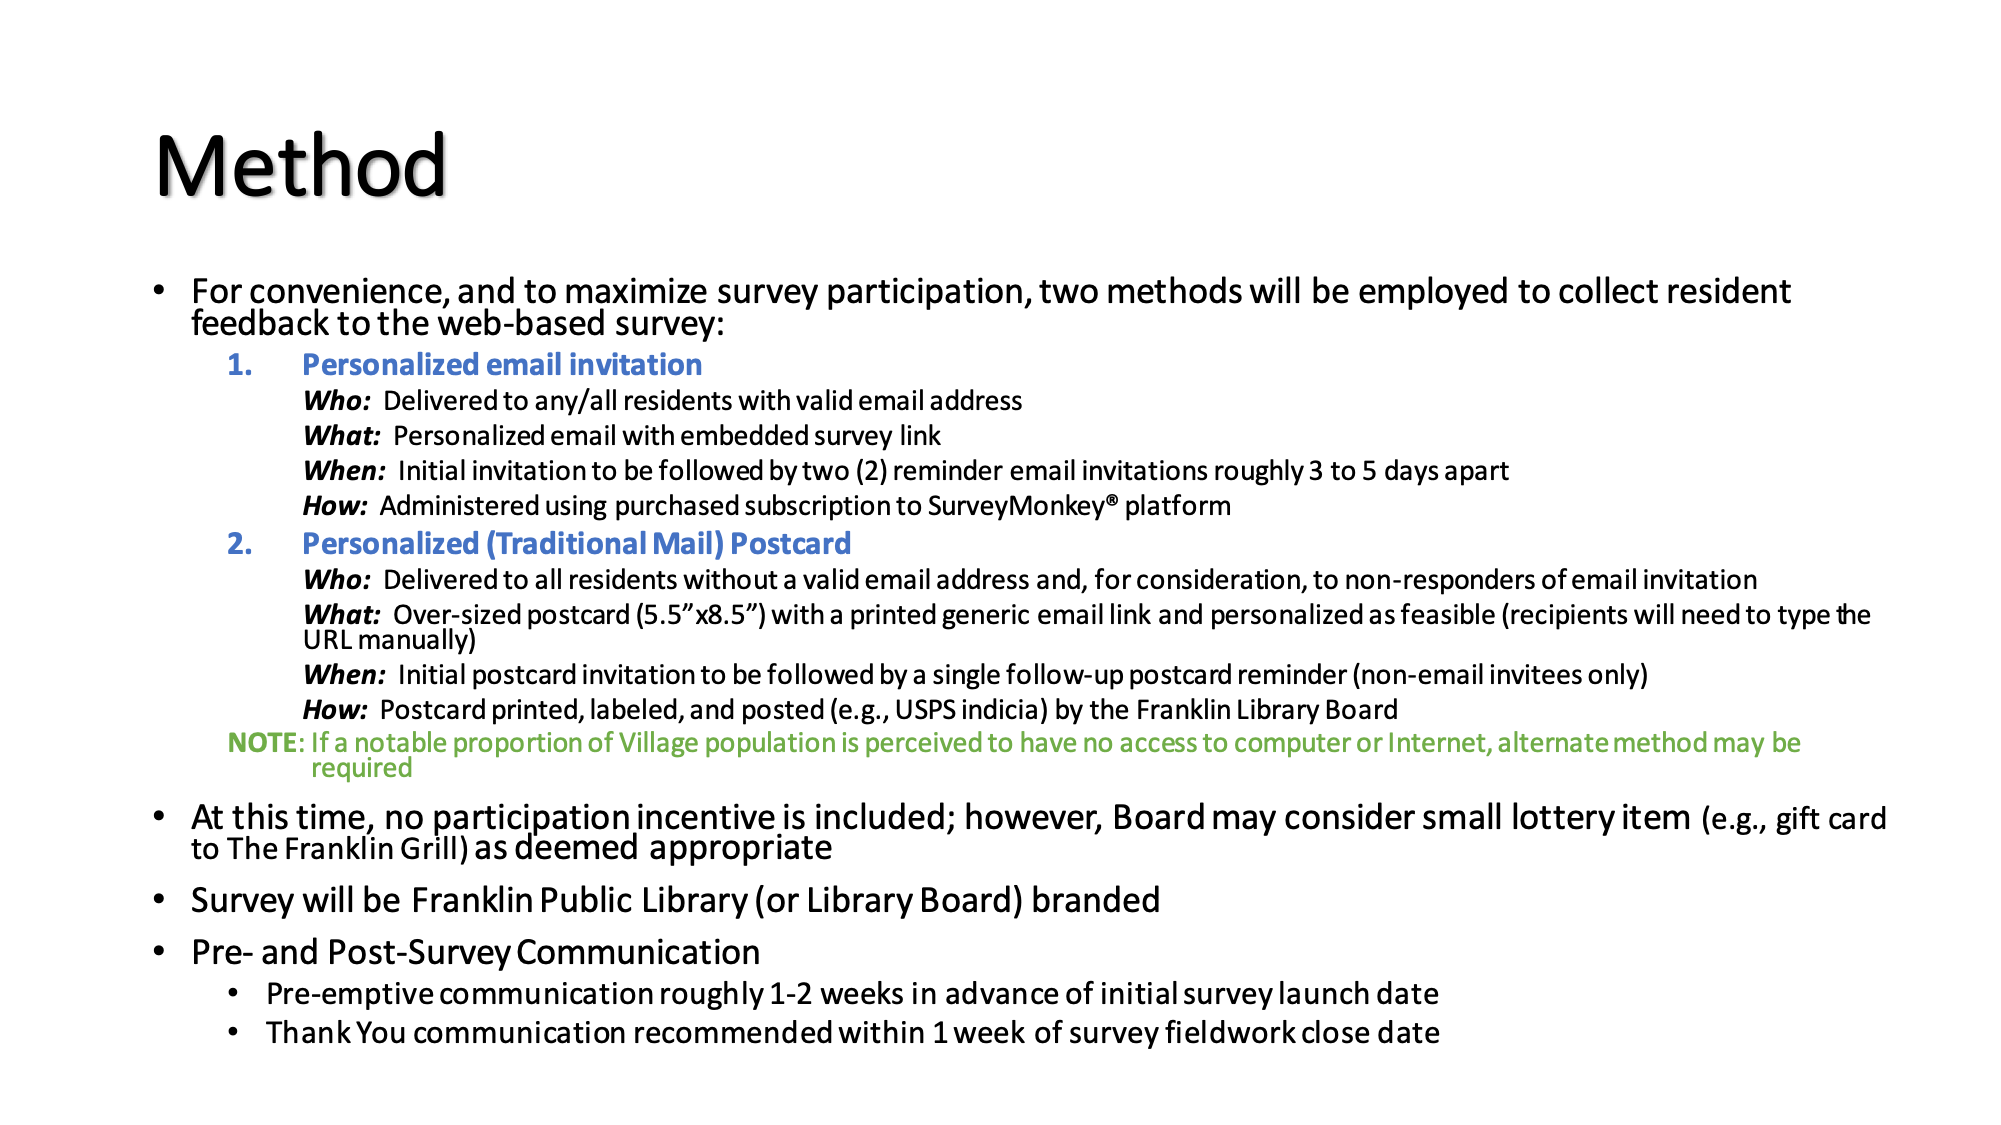 Method
• For convenience, and to maximize survey participation, two methods will be employed to collect resident
feedback to the web-based survey:
1. Personalized email invitation
Who: Delivered to any/all residents with valid email address
What: Personalized email with embedded survey link
When: Initial invitation to be followed by two (2) reminder email invitations roughly 3 to 5 days apart
How: Administered using purchased subscription to SurveyMonkey® platform
2. Personalized (Traditional Mail) Postcard
Who: Delivered to all residents without a valid email address and, for consideration, to non-responders of email invitation
What: Over-sized postcard (5.5”x8.5”) with a printed generic email link and personalized as feasible (recipients will need to type the
URL manually)
When: Initial postcard invitation to be followed by a single follow-up postcard reminder (non-email invitees only)
How: Postcard printed, labeled, and posted (e.g., USPS indicia) by the Franklin Library Board
NOTE: If a notable proportion of Village population is perceived to have no access to computer or Internet, alternate method may be
required
• At this time, no participation incentive is included; however, Board may consider small lottery item (e.g., gift card
to The Franklin Grill) as deemed appropriate
• Survey will be Franklin Public Library (or Library Board) branded
• Pre- and Post-Survey Communication
• Pre-emptive communication roughly 1-2 weeks in advance of initial survey launch date
• Thank You communication recommended within 1 week of survey fieldwork close date